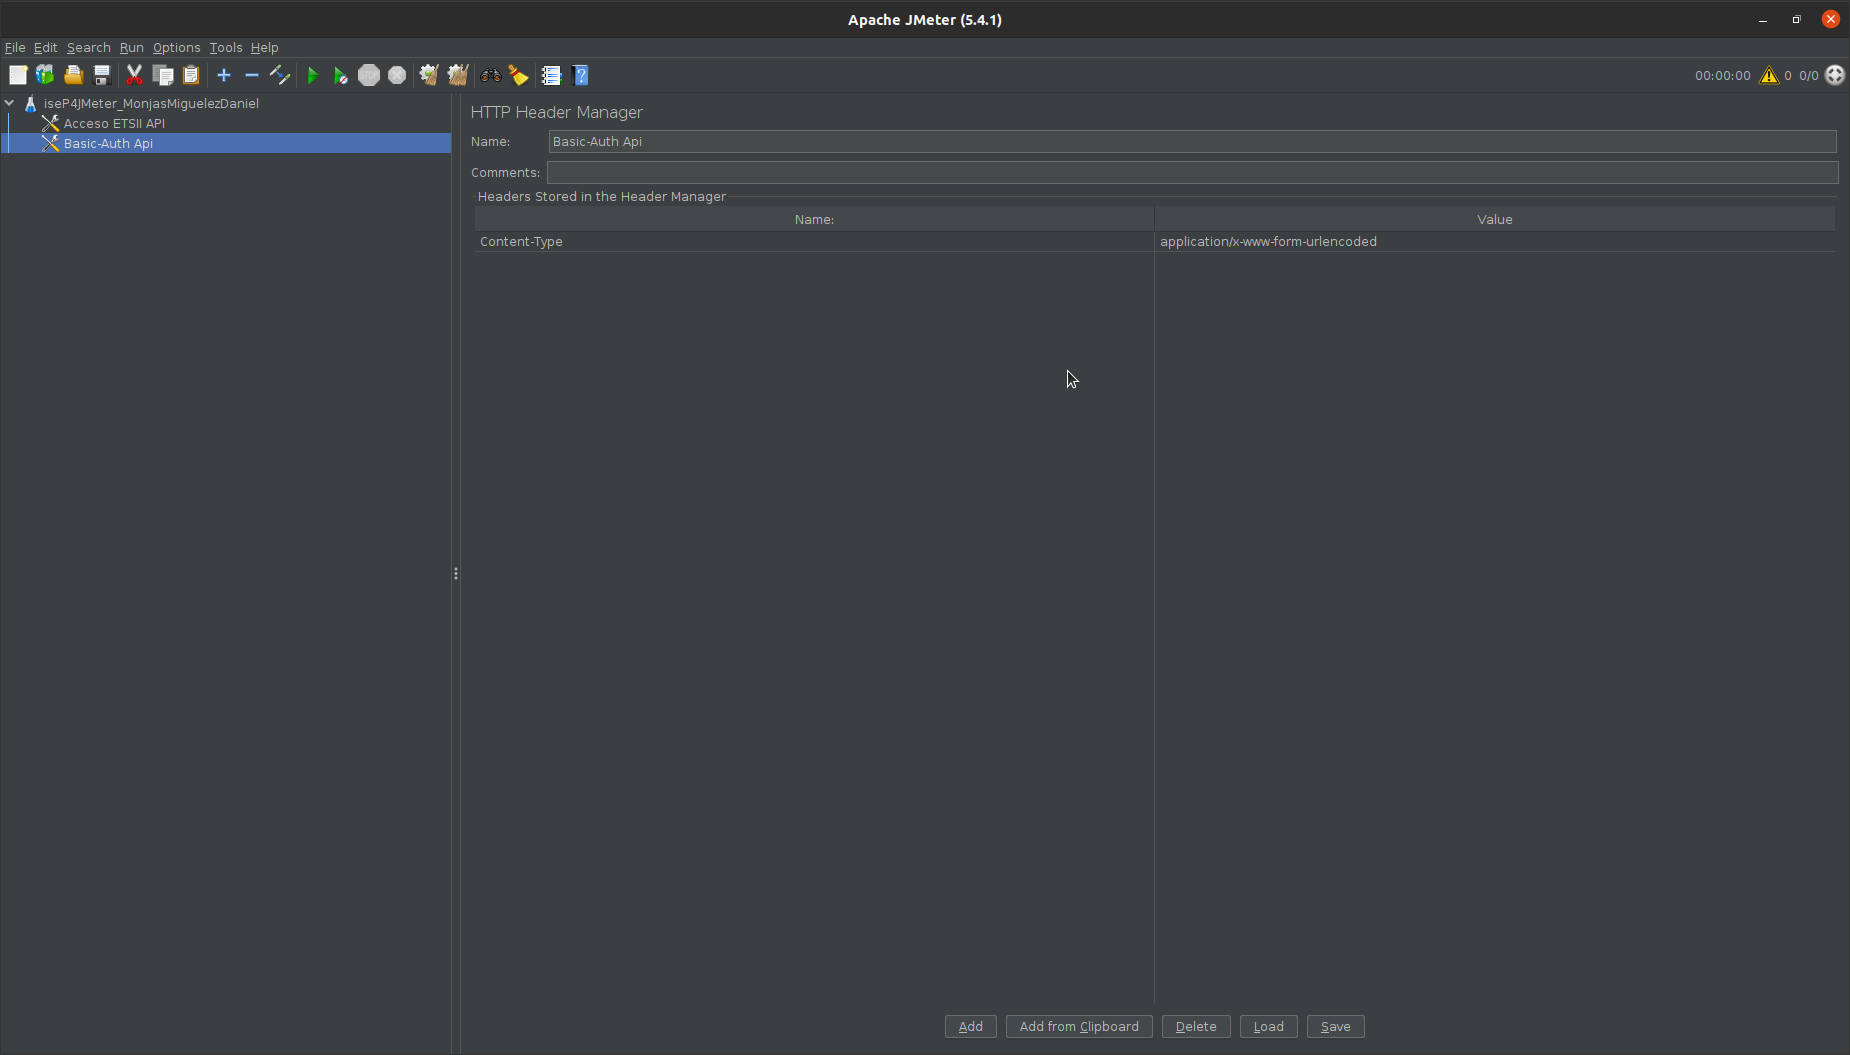 Apache JMeter (5.4.1)
File Edit Search Run Options Tools Help
STOP
? 00:00:00 0 0/0
iseP4JMeter_MonjasMiguelezDaniel
Acceso ETSII API
Basic-Auth Api
HTTP Header Manager
Name: Basic-Auth Api
Comments:
Headers Stored in the Header Manager
Name: Value
Content-Type application/x-www-form-urlencoded
Add Add from Clipboard Delete Load Save